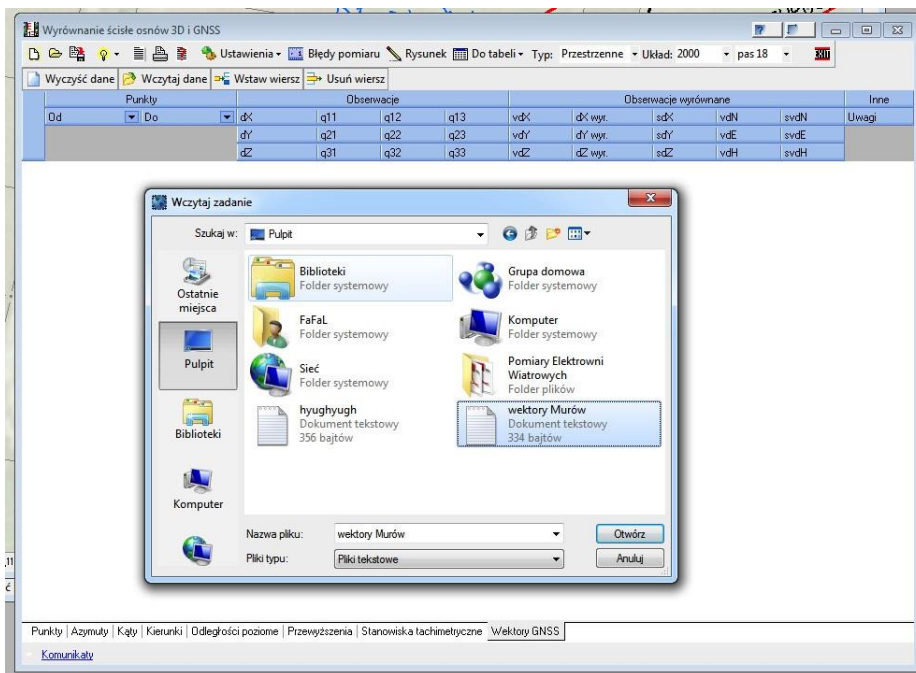 Wyrównanie ścisłe osnów 3D i GNSS
Ustawienia Błędy pomiaru Rysunek Do tabeli Typ: Przestrzenne Układ: 2000 pas 18
Wyczyść dane Wczytaj dane Wstaw wiersz Usuń wiersz
Punkty Obserwacje Obserwacje wyrównane Inne
Od Do dX q11 q12 q13 vdX dX wyr. sdX vdN svdN Uwagi
dY q21 q22 q23 vdY dY wyr. sdY vdE svdE
dZ q31 q32 q33 vdZ dZ wyr. sdZ vdH svdH
Wczytaj zadanie
Szukaj w: Pulpit
Ostatnie miejsca
Pulpit
Biblioteki
Komputer
Biblioteki
Folder systemowy
Grupa domowa
Folder systemowy
FaFaL
Folder systemowy
Komputer
Folder systemowy
Sieć
Folder systemowy
Pomiary Elektrowni
Wiatrowych
Folder plików
hyughyugh
Dokument tekstowy
356 bajtów
wektory Murów
Dokument tekstowy
334 bajtów
Nazwa pliku: wektory Murów Otwórz
Pliki typu: Pliki tekstowe Anuluj
Punkty Azymuty Kąty Kierunki Odległości poziome Przewyższenia Stanowiska tachimetryczne Wektory GNSS
Komunikaty